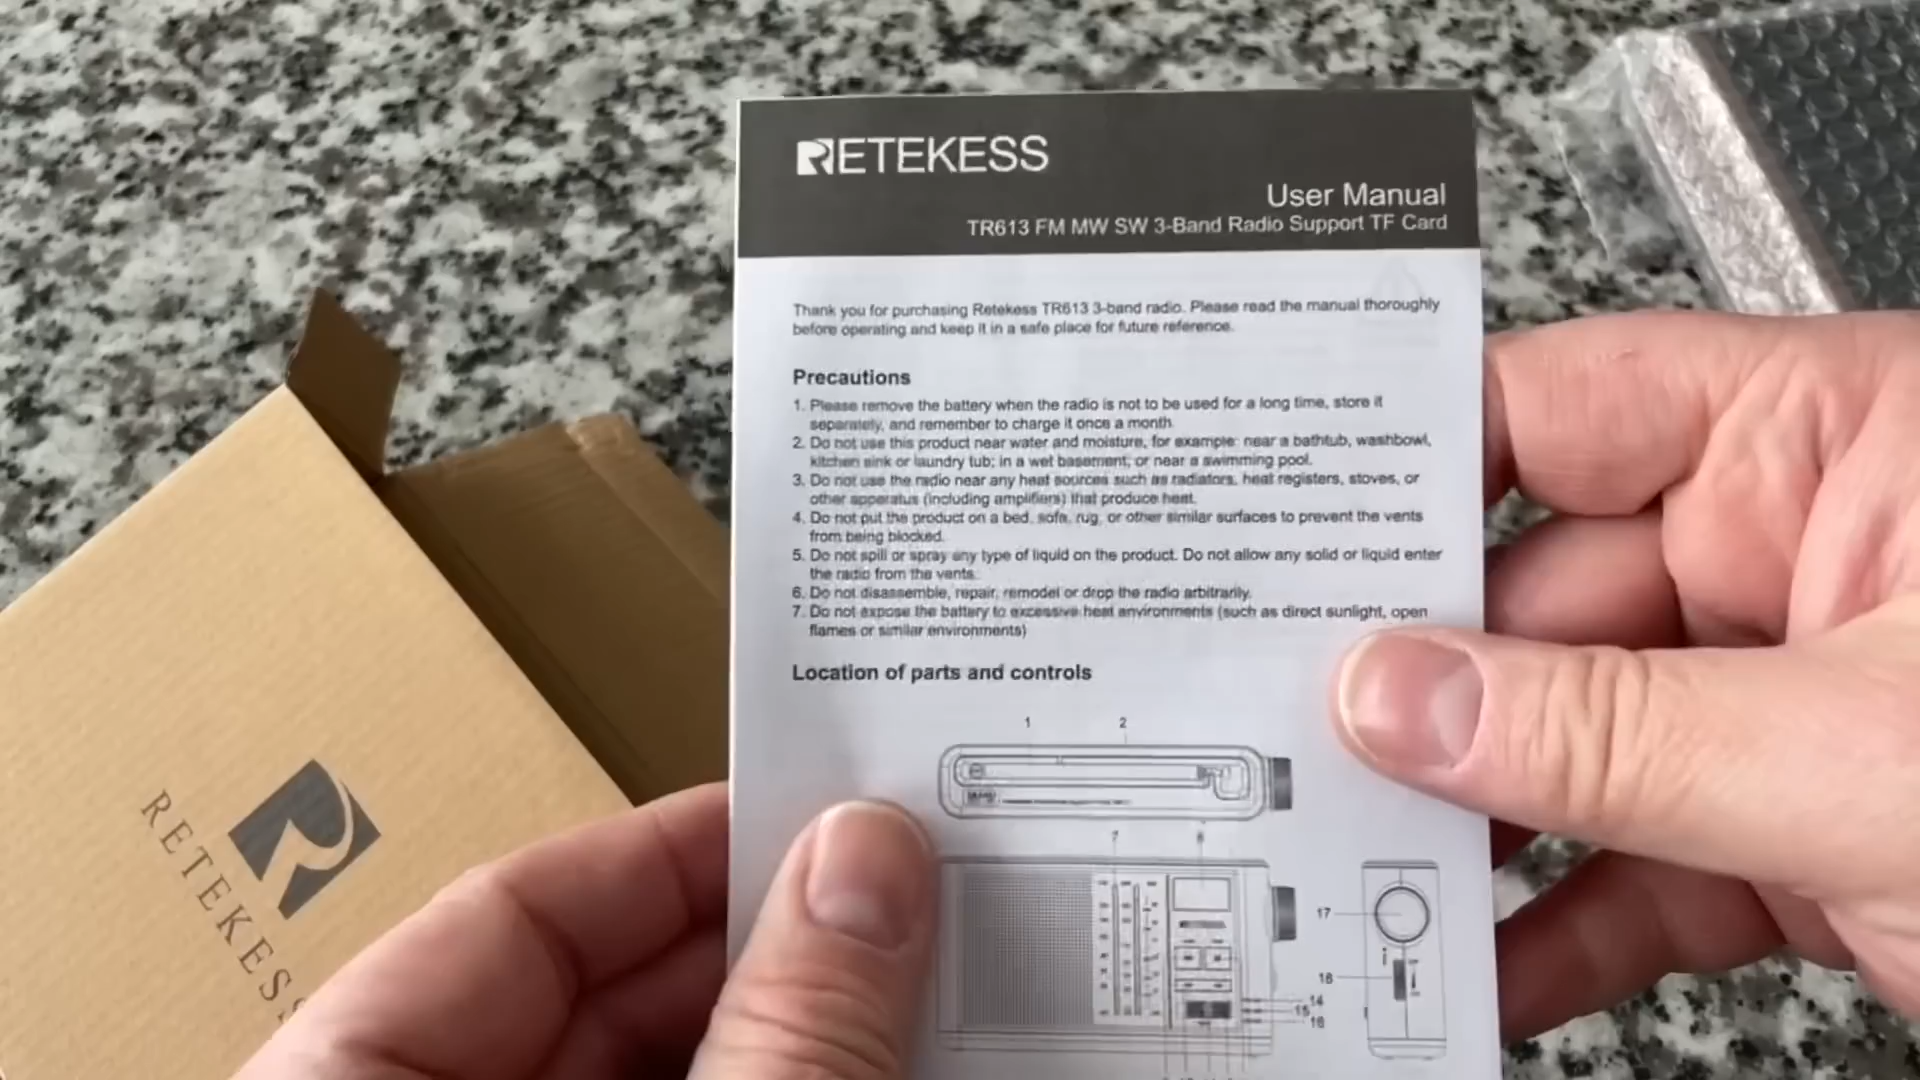 RETEKESS
User Manual
TR613 FM MW SW 3-Band Radio Support TF Card
Thank you for purchasing Retekess TR613 3-band radio. Please read the manual thoroughly
before operating and keep it in a safe place for future reference.
Precautions
1. Please remove the battery when the radio is not to be used for a long time, store it
separately, and remember to charge it once a month.
2. Do not use this product near water and moisture, for example: near a bathtub, washbowl,
kitchen sink or laundry tub; in a wet basement; or near a swimming pool.
3. Do not use the radio near any heat sources such as radiators, heat registers, stoves, or
other apparatus (including amplifiers) that produce heat.
4. Do not put the product on a bed, sofa, rug, or other similar surfaces to prevent the vents
from being blocked.
5. Do not spill or spray any type of liquid on the product. Do not allow any solid or liquid enter
the radio from the vents.
6. Do not disassemble, repair, remodel or drop the radio arbitrarily.
7. Do not expose the battery to excessive heat environments (such as direct sunlight, open
flames or similar environments)
Location of parts and controls
1 2
7 8
17
18
14
15
16
RETEKESS